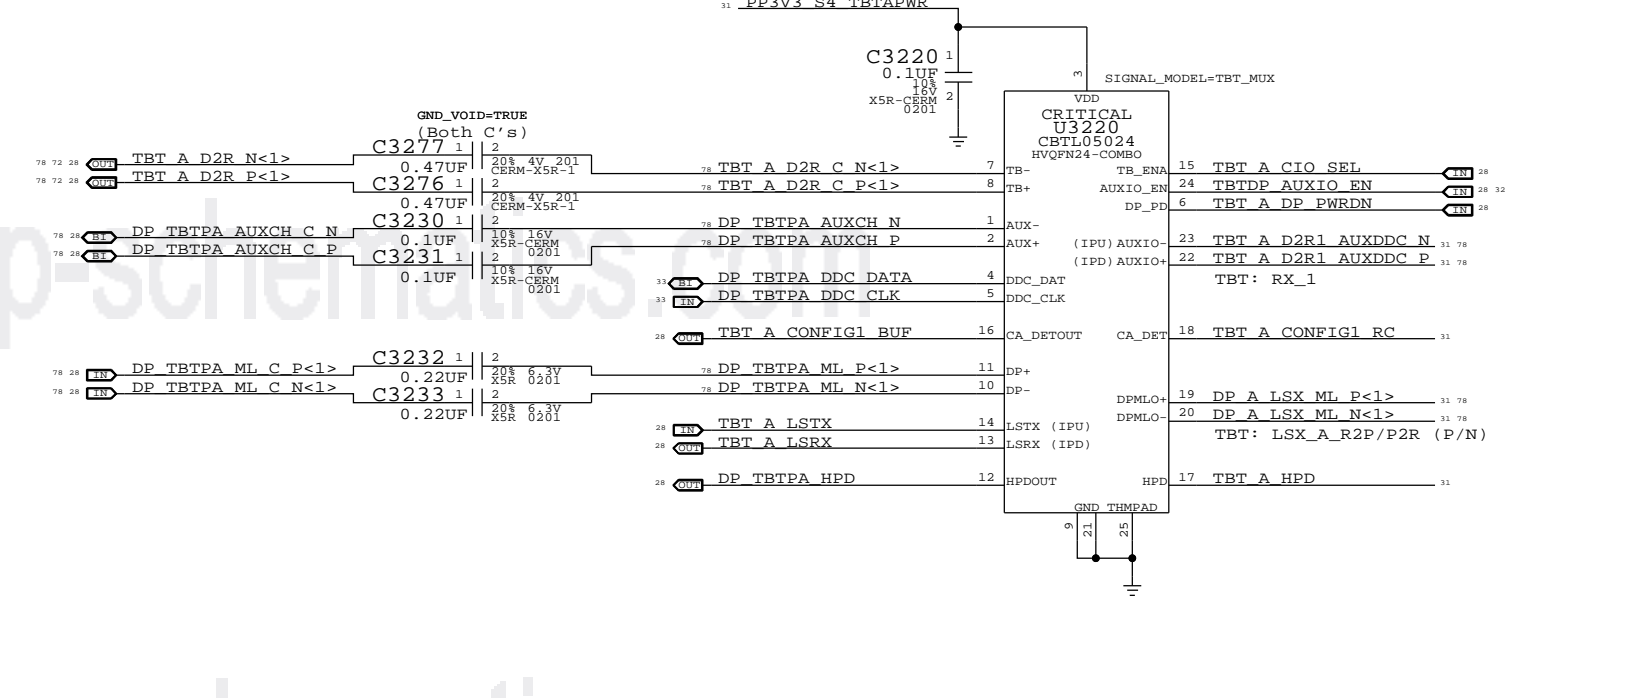 31 PP3V3_S4_TBTAPWR
C3220 1
0.1UF
10%
16V
X5R-CERM
0201
2
3
SIGNAL_MODEL=TBT_MUX
VDD
CRITICAL
U3220
CBTL05024
HVQFN24-COMBO
GND_VOID=TRUE
(Both C's)
78 72 28 OUT TBT_A_D2R_N<1> C3277 1 2 78 TBT_A_D2R_C_N<1> 7 TB-
0.47UF 20% 4V 201
CERM-X5R-1
78 72 28 OUT TBT_A_D2R_P<1> C3276 1 2 78 TBT_A_D2R_C_P<1> 8 TB+
0.47UF 20% 4V 201
CERM-X5R-1
78 28 BI DP_TBTPA_AUXCH_C_N C3230 1 2 78 DP_TBTPA_AUXCH_N 1 AUX-
0.1UF 10% 16V
X5R-CERM
0201
78 28 BI DP_TBTPA_AUXCH_C_P C3231 1 2 78 DP_TBTPA_AUXCH_P 2 AUX+
0.1UF 10% 16V
X5R-CERM
0201
33 BI DP_TBTPA_DDC_DATA 4 DDC_DAT
33 IN DP_TBTPA_DDC_CLK 5 DDC_CLK
28 OUT TBT_A_CONFIG1_BUF 16 CA_DETOUT
78 28 IN DP_TBTPA_ML_C_P<1> C3232 1 2 78 DP_TBTPA_ML_P<1> 11 DP+
0.22UF 20% 6.3V
X5R 0201
78 28 IN DP_TBTPA_ML_C_N<1> C3233 1 2 78 DP_TBTPA_ML_N<1> 10 DP-
0.22UF 20% 6.3V
X5R 0201
28 IN TBT_A_LSTX 14 LSTX (IPU)
28 OUT TBT_A_LSRX 13 LSRX (IPD)
28 OUT DP_TBTPA_HPD 12 HPDOUT
TB_ENA 15 TBT_A_CIO_SEL IN 28
AUXIO_EN 24 TBTDP_AUXIO_EN IN 28 32
DP_PD 6 TBT_A_DP_PWRDN IN 28
(IPU) AUXIO- 23 TBT_A_D2R1_AUXDDC_N 31 78
(IPD) AUXIO+ 22 TBT_A_D2R1_AUXDDC_P 31 78
TBT: RX_1
CA_DET 18 TBT_A_CONFIG1_RC 31
DPMLO+ 19 DP_A_LSX_ML_P<1> 31 78
DPMLO- 20 DP_A_LSX_ML_N<1> 31 78
TBT: LSX_A_R2P/P2R (P/N)
HPD 17 TBT_A_HPD 31
GND THMPAD
9 21 25
p-schematics.com